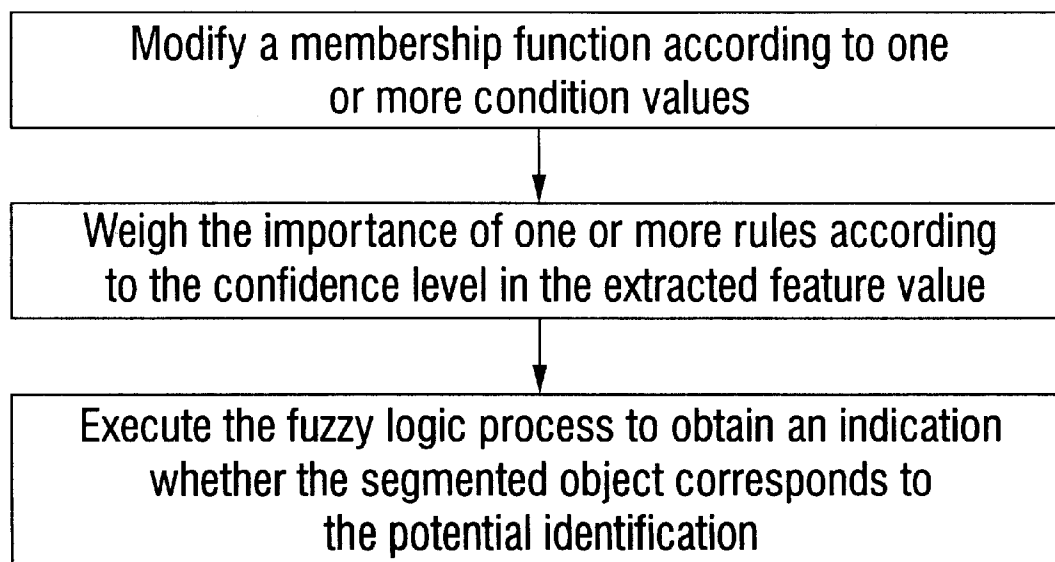 Modify a membership function according to one
or more condition values
Weigh the importance of one or more rules according
to the confidence level in the extracted feature value
Execute the fuzzy logic process to obtain an indication
whether the segmented object corresponds to
the potential identification